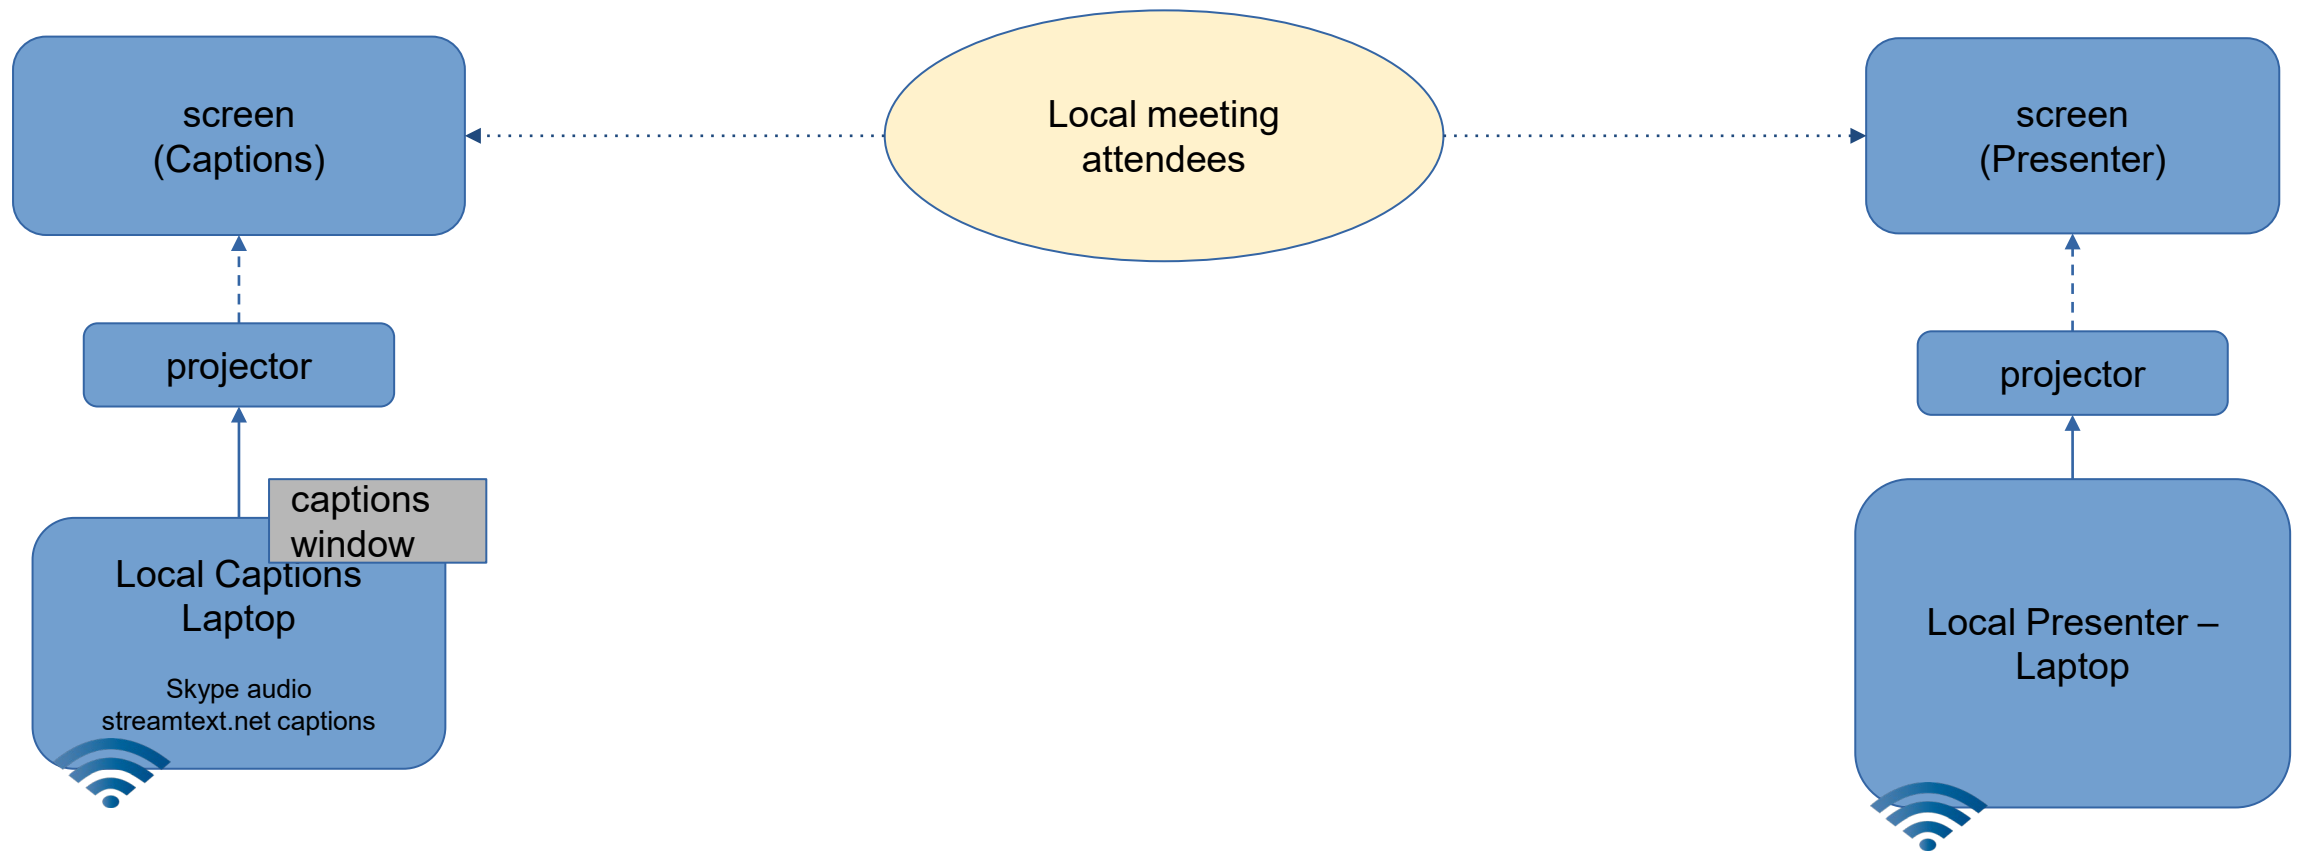 screen
(Captions)
Local meeting
attendees
screen
(Presenter)
projector
projector
captions
window
Local Captions
Laptop
Skype audio
streamtext.net captions
Local Presenter –
Laptop